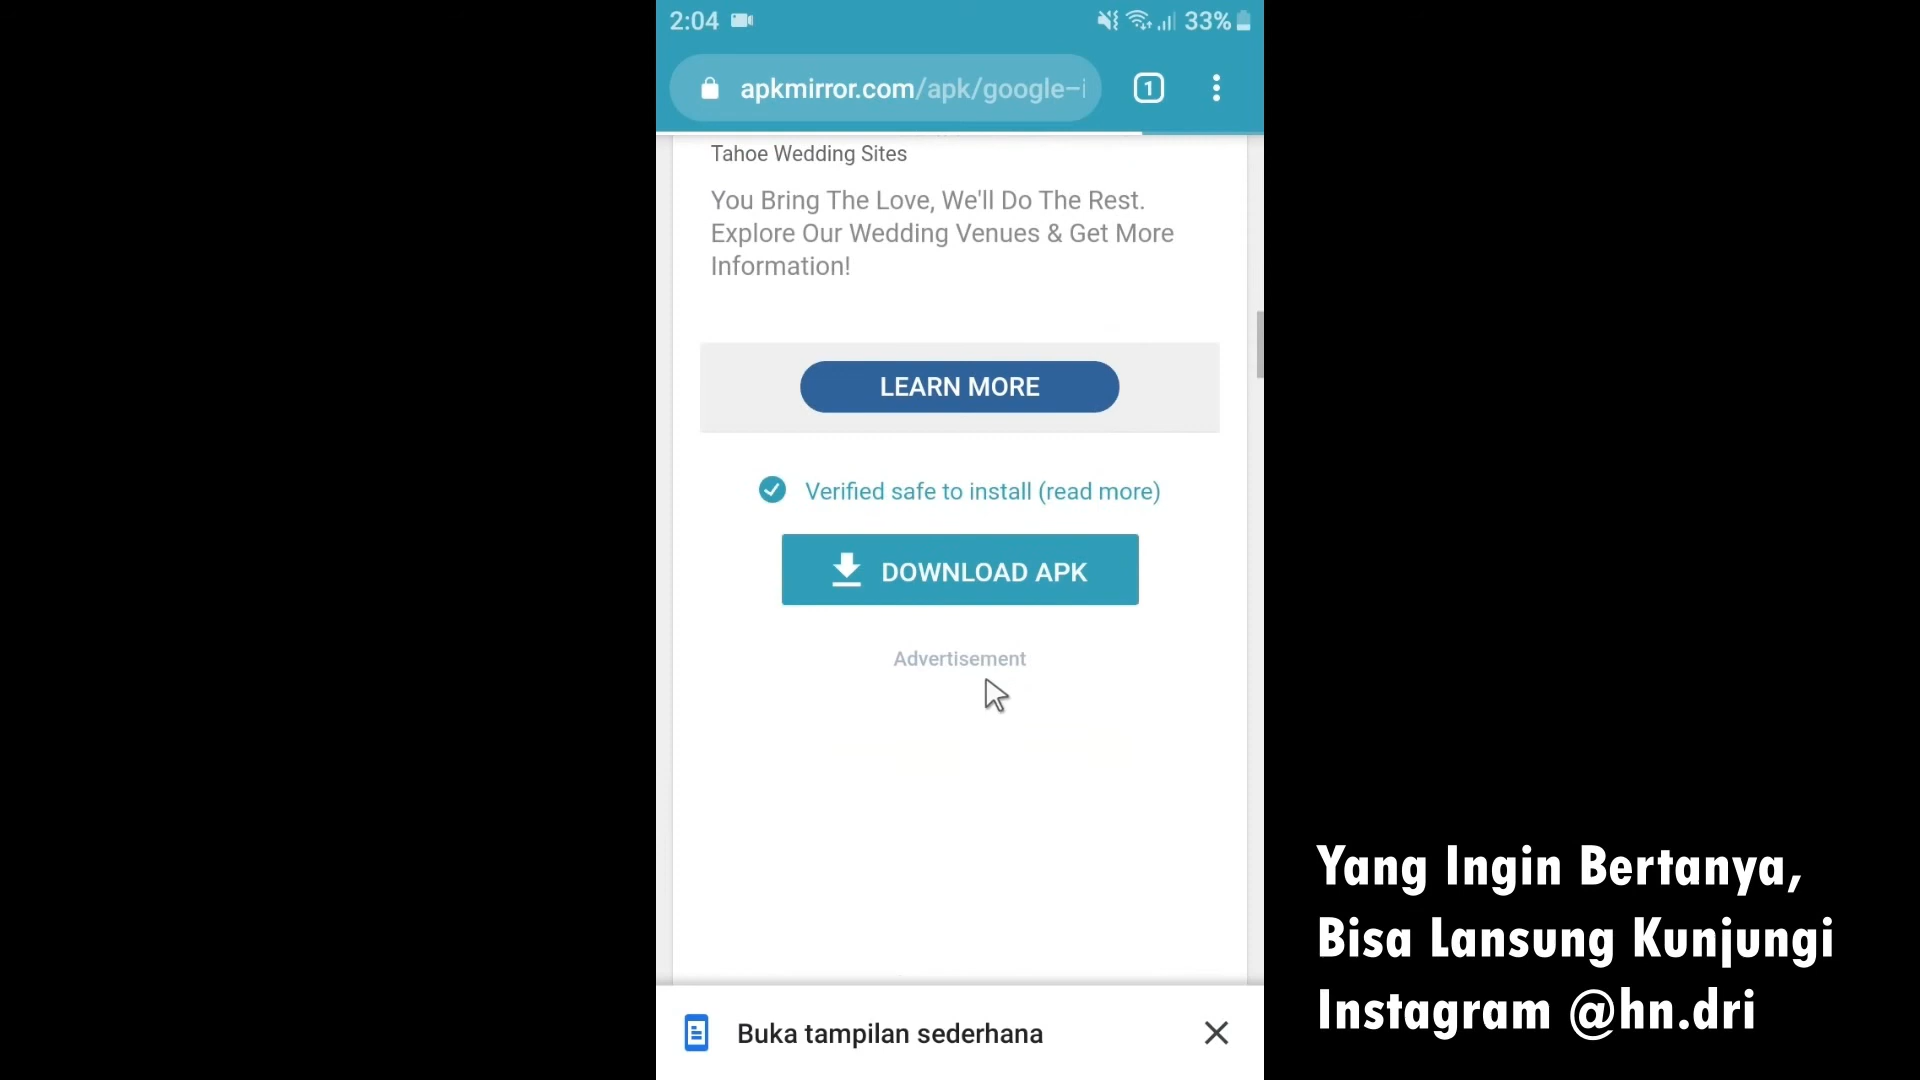 2:04
33%
apkmirror.com/apk/google-i
1
Tahoe Wedding Sites
You Bring The Love, We'll Do The Rest.
Explore Our Wedding Venues & Get More
Information!
LEARN MORE
Verified safe to install (read more)
DOWNLOAD APK
Advertisement
Buka tampilan sederhana
Yang Ingin Bertanya,
Bisa Lansung Kunjungi
Instagram @hn.dri